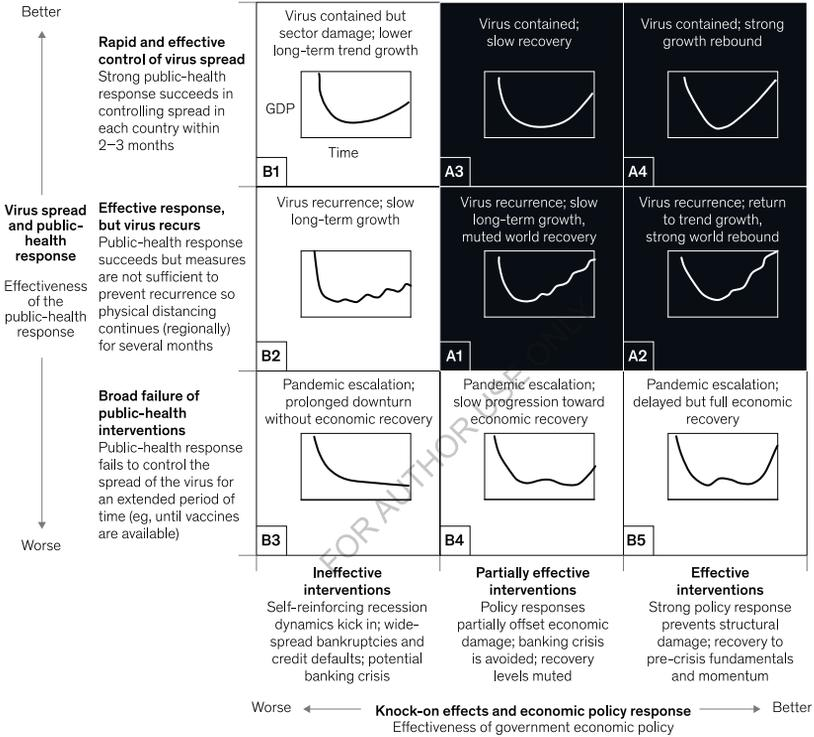 Better
Rapid and effective
control of virus spread
Strong public-health
response succeeds in
controlling spread in
each country within
2–3 months
Virus contained but
sector damage; lower
long-term trend growth
GDP
Time
B1
Virus contained;
slow recovery
A3
Virus contained; strong
growth rebound
A4
Virus spread
and public-
health
response
Effectiveness
of the
public-health
response
Effective response,
but virus recurs
Public-health response
succeeds but measures
are not sufficient to
prevent recurrence so
physical distancing
continues (regionally)
for several months
Virus recurrence; slow
long-term growth
B2
Virus recurrence; slow
long-term growth,
muted world recovery
A1
Virus recurrence; return
to trend growth,
strong world rebound
A2
Broad failure of
public-health
interventions
Public-health response
fails to control the
spread of the virus for
an extended period of
time (eg, until vaccines
are available)
Worse
Pandemic escalation;
prolonged downturn
without economic recovery
B3
Pandemic escalation;
slow progression toward
economic recovery
B4
Pandemic escalation;
delayed but full economic
recovery
B5
FOR AUTHOR USE ONLY
Ineffective
interventions
Self-reinforcing recession
dynamics kick in; wide-
spread bankruptcies and
credit defaults; potential
banking crisis
Partially effective
interventions
Policy responses
partially offset economic
damage; banking crisis
is avoided; recovery
levels muted
Effective
interventions
Strong policy response
prevents structural
damage; recovery to
pre-crisis fundamentals
and momentum
Worse
Knock-on effects and economic policy response
Better
Effectiveness of government economic policy